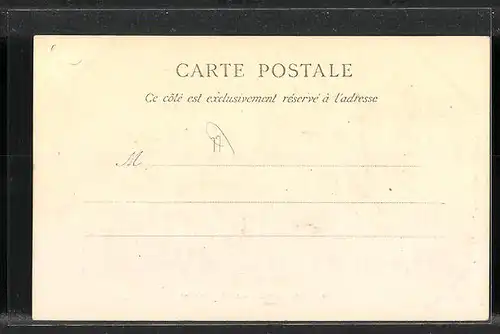 CARTE POSTALE
Ce côté est exclusivement réservé à l'adresse
M